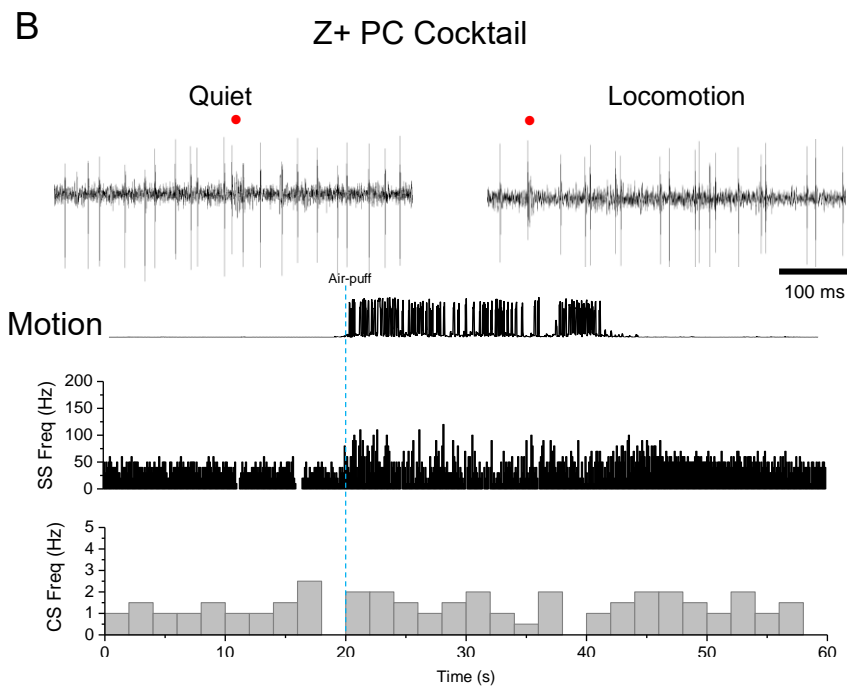 B
Z+ PC Cocktail
Quiet
Locomotion
Air-puff
100 ms
Motion
SS Freq (Hz)
200
150
100
50
0
CS Freq (Hz)
5
4
3
2
1
0
0 10 20 30 40 50 60
Time (s)